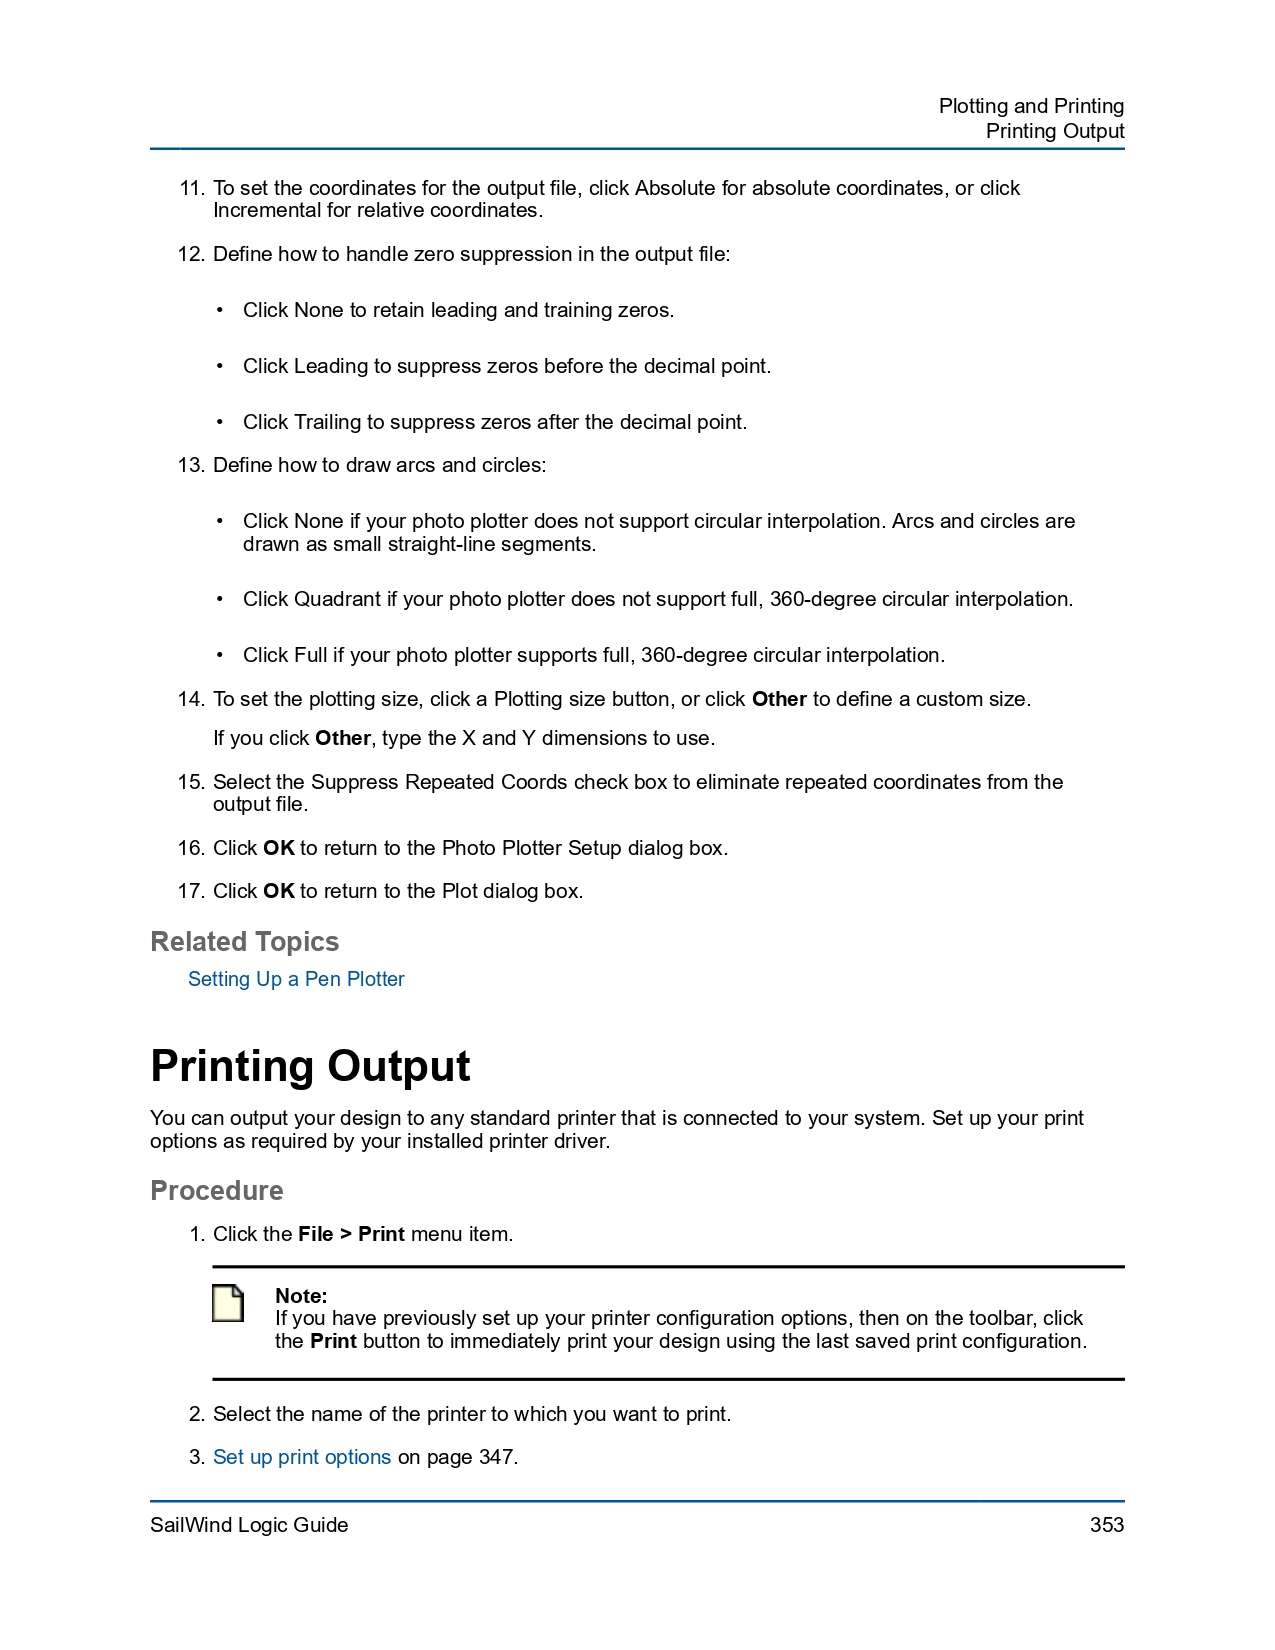 Plotting and Printing
Printing Output
11. To set the coordinates for the output file, click Absolute for absolute coordinates, or click
Incremental for relative coordinates.
12. Define how to handle zero suppression in the output file:
• Click None to retain leading and training zeros.
• Click Leading to suppress zeros before the decimal point.
• Click Trailing to suppress zeros after the decimal point.
13. Define how to draw arcs and circles:
• Click None if your photo plotter does not support circular interpolation. Arcs and circles are
drawn as small straight-line segments.
• Click Quadrant if your photo plotter does not support full, 360-degree circular interpolation.
• Click Full if your photo plotter supports full, 360-degree circular interpolation.
14. To set the plotting size, click a Plotting size button, or click Other to define a custom size.
If you click Other, type the X and Y dimensions to use.
15. Select the Suppress Repeated Coords check box to eliminate repeated coordinates from the
output file.
16. Click OK to return to the Photo Plotter Setup dialog box.
17. Click OK to return to the Plot dialog box.
Related Topics
Setting Up a Pen Plotter
Printing Output
You can output your design to any standard printer that is connected to your system. Set up your print
options as required by your installed printer driver.
Procedure
1. Click the File > Print menu item.
Note:
If you have previously set up your printer configuration options, then on the toolbar, click
the Print button to immediately print your design using the last saved print configuration.
2. Select the name of the printer to which you want to print.
3. Set up print options on page 347.
SailWind Logic Guide 353